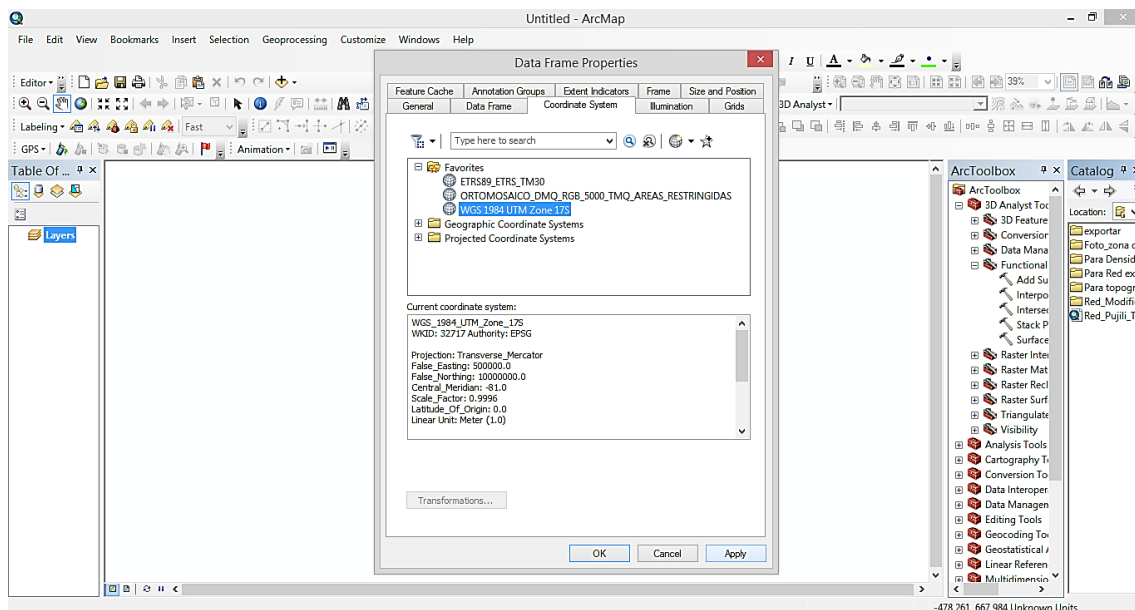 Untitled - ArcMap
File Edit View Bookmarks Insert Selection Geoprocessing Customize Windows Help
Data Frame Properties
Feature Cache Annotation Groups Extent Indicators Frame Size and Position
General Data Frame Coordinate System Illumination Grids
Type here to search
Favorites
ETRS89_ETRS_TM30
ORTOMOSAICO_DMQ_RGB_5000_TMQ_AREAS_RESTRINGIDAS
WGS 1984 UTM Zone 17S
Geographic Coordinate Systems
Projected Coordinate Systems
Current coordinate system:
WGS_1984_UTM_Zone_17S
WKID: 32717 Authority: EPSG
Projection: Transverse_Mercator
False_Easting: 500000.0
False_Northing: 10000000.0
Central_Meridian: -81.0
Scale_Factor: 0.9996
Latitude_Of_Origin: 0.0
Linear Unit: Meter (1.0)
Transformations...
OK Cancel Apply
I U A
Editor
39%
3D Analyst
Labeling Fast
GPS Animation
Table Of ...
Layers
ArcToolbox
ArcToolbox
3D Analyst Too
3D Feature
Conversion
Data Mana
Functional
Add Su
Interpo
Intersec
Stack P
Surface
Raster Inter
Raster Mat
Raster Recl
Raster Surf
Triangulate
Visibility
Analysis Tools
Cartography T
Conversion To
Data Interoper
Data Managen
Editing Tools
Geocoding To
Geostatistical A
Linear Referen
Multidimensio
Catalog
Location:
exportar
Foto_zona d
Para Densid
Para Red ex
Para topogr
Red_Modifi
Red_Pujili_T
-478,261 667,984 Unknown Units